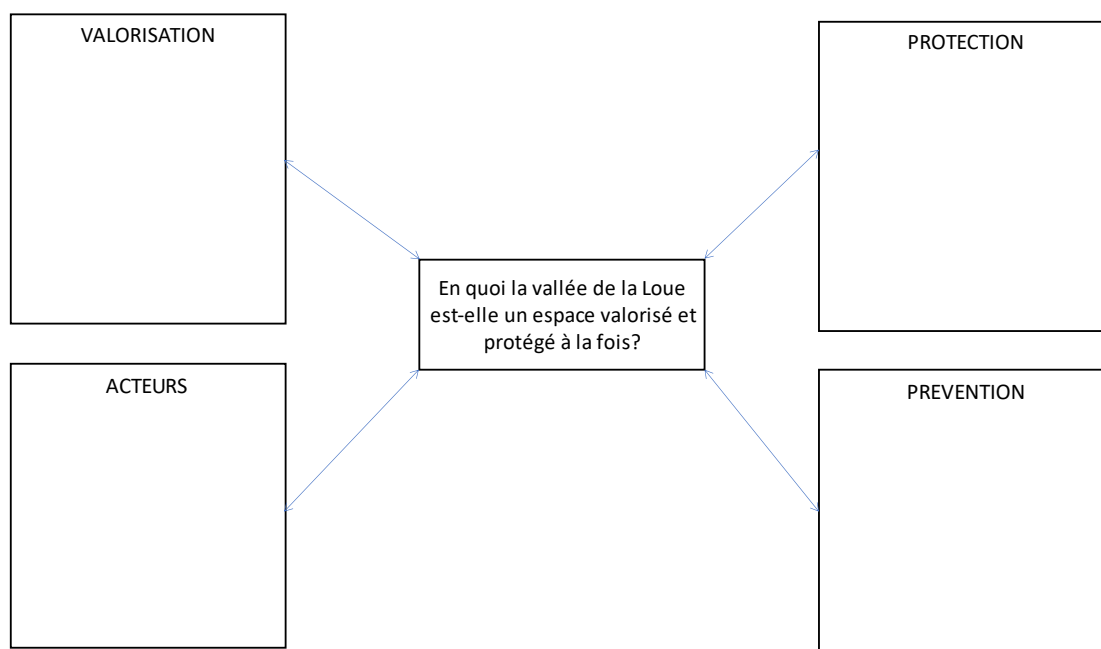 VALORISATION
PROTECTION
En quoi la vallée de la Loue
est-elle un espace valorisé et
protégé à la fois?
ACTEURS
PREVENTION